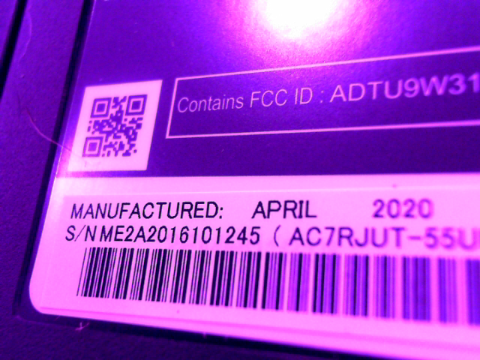 Contains FCC ID : ADTU9W31
MANUFACTURED: APRIL 2020
S/N ME2A2016101245 ( AC7RJUT-55U